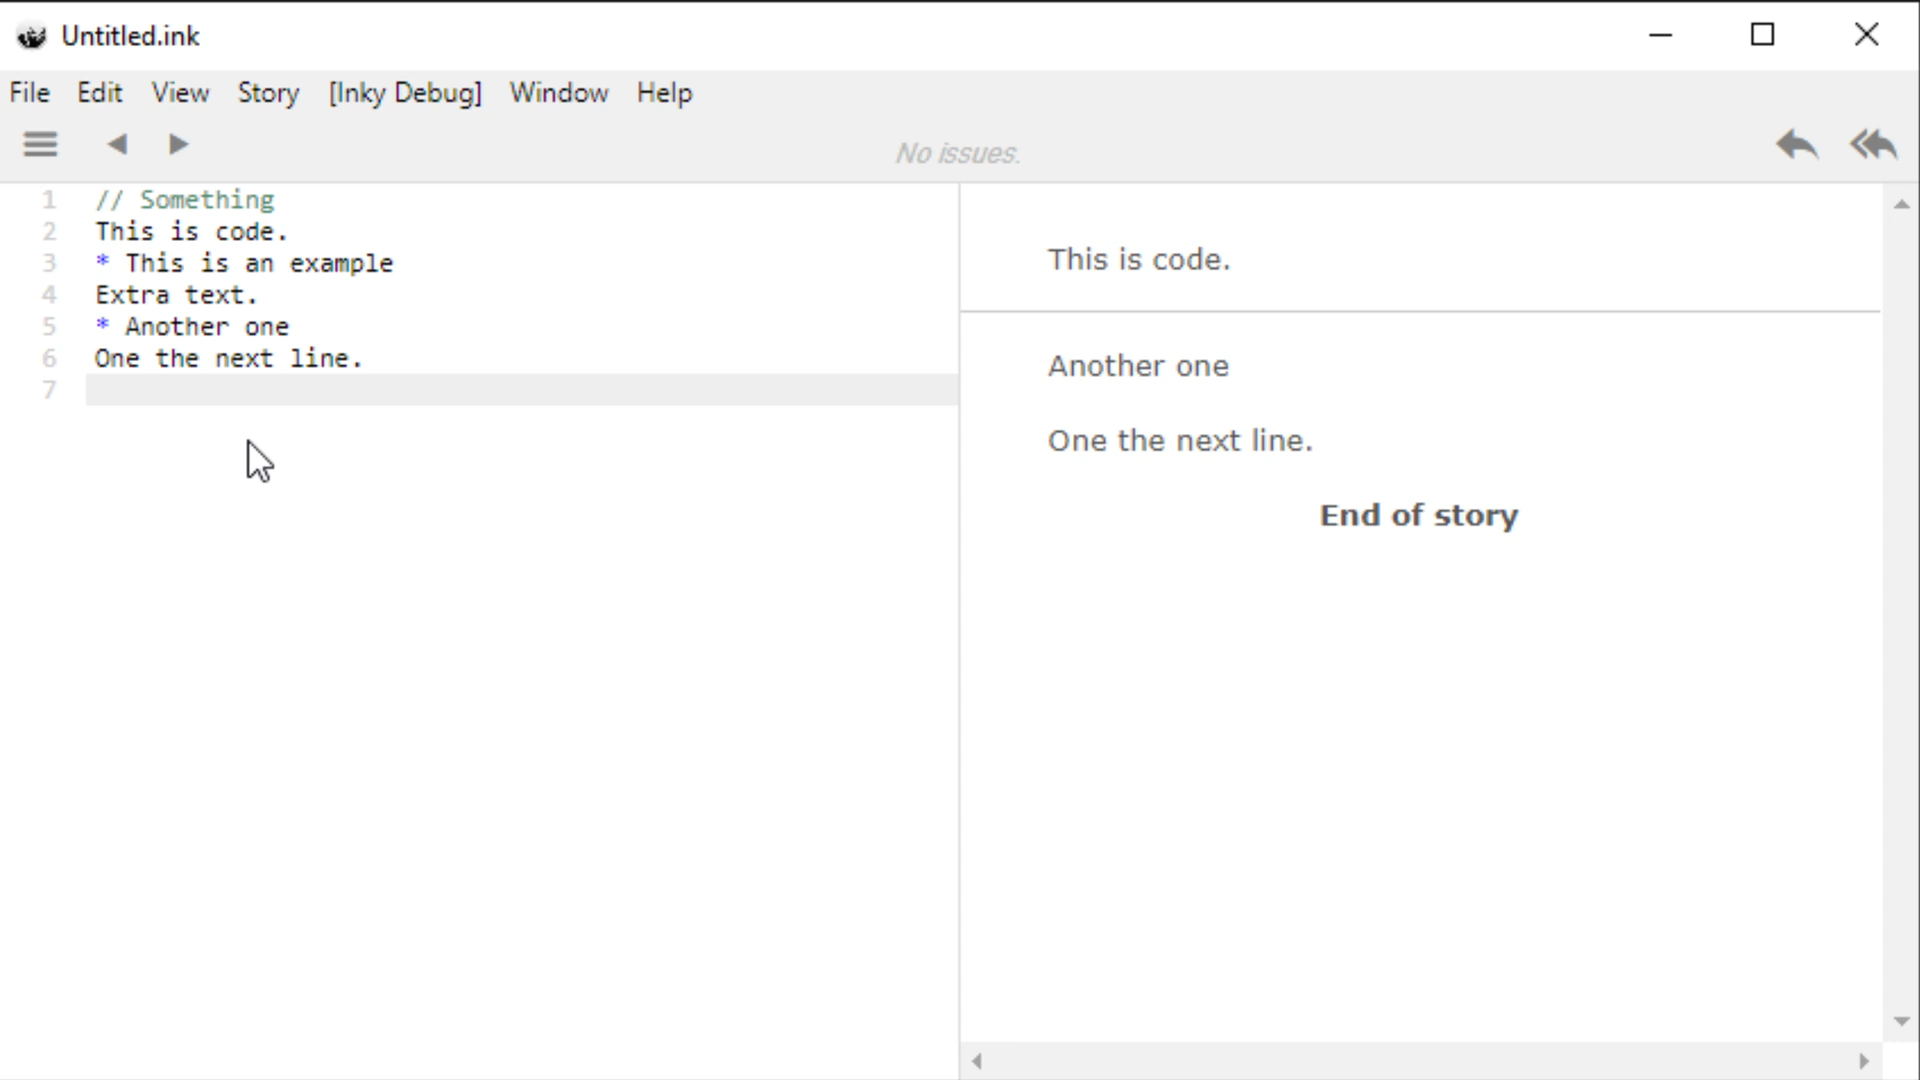 Untitled.ink
File Edit View Story [Inky Debug] Window Help
No issues.
1 // Something
2 This is code.
3 * This is an example
4 Extra text.
5 * Another one
6 One the next line.
7
This is code.
Another one
One the next line.
End of story